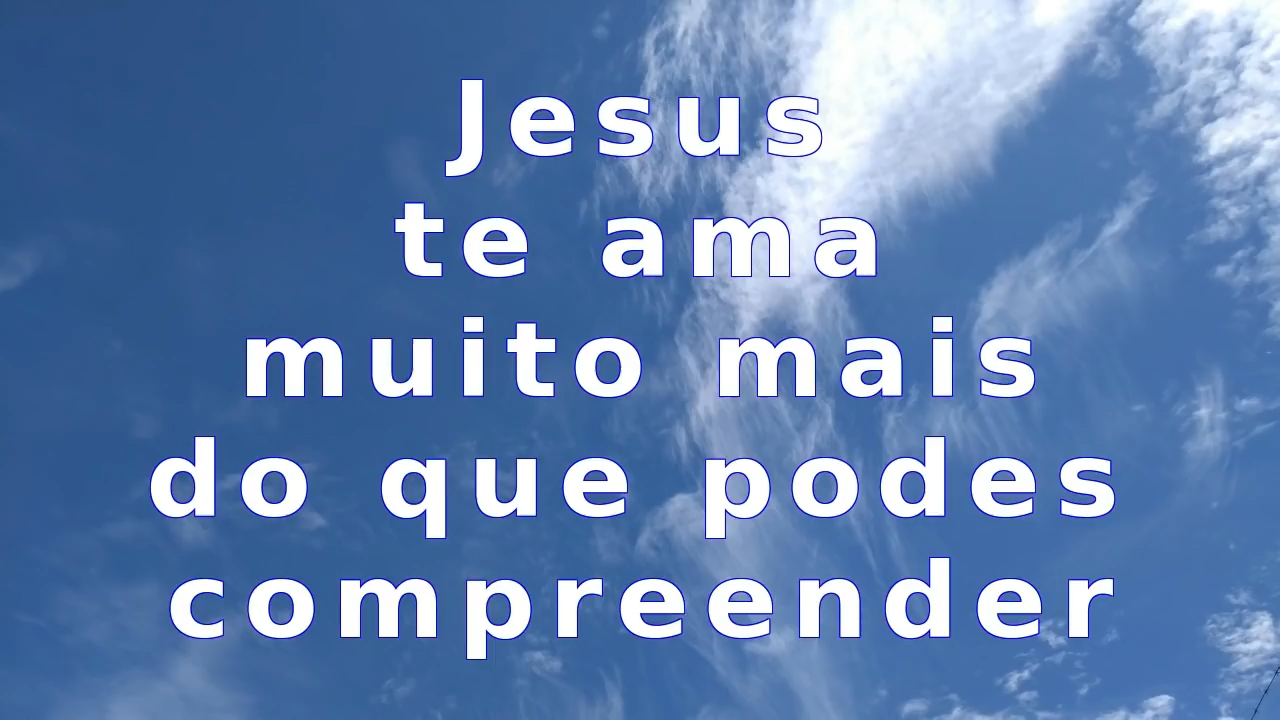 Jesus
te ama
muito mais
do que podes
compreender